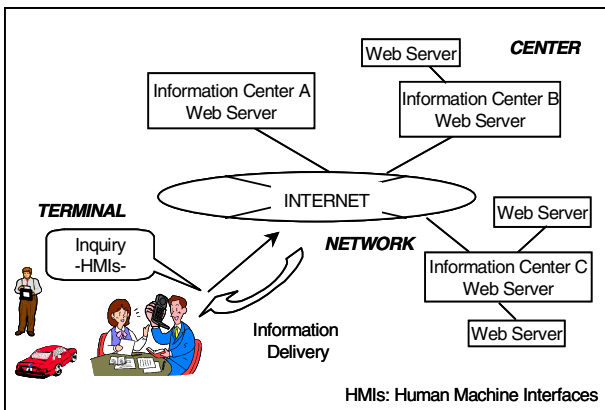 CENTER
Web Server
Information Center A
Web Server
Information Center B
Web Server
INTERNET
TERMINAL
NETWORK
Inquiry
-HMIs-
Web Server
Information Center C
Web Server
Web Server
Information
Delivery
HMIs: Human Machine Interfaces